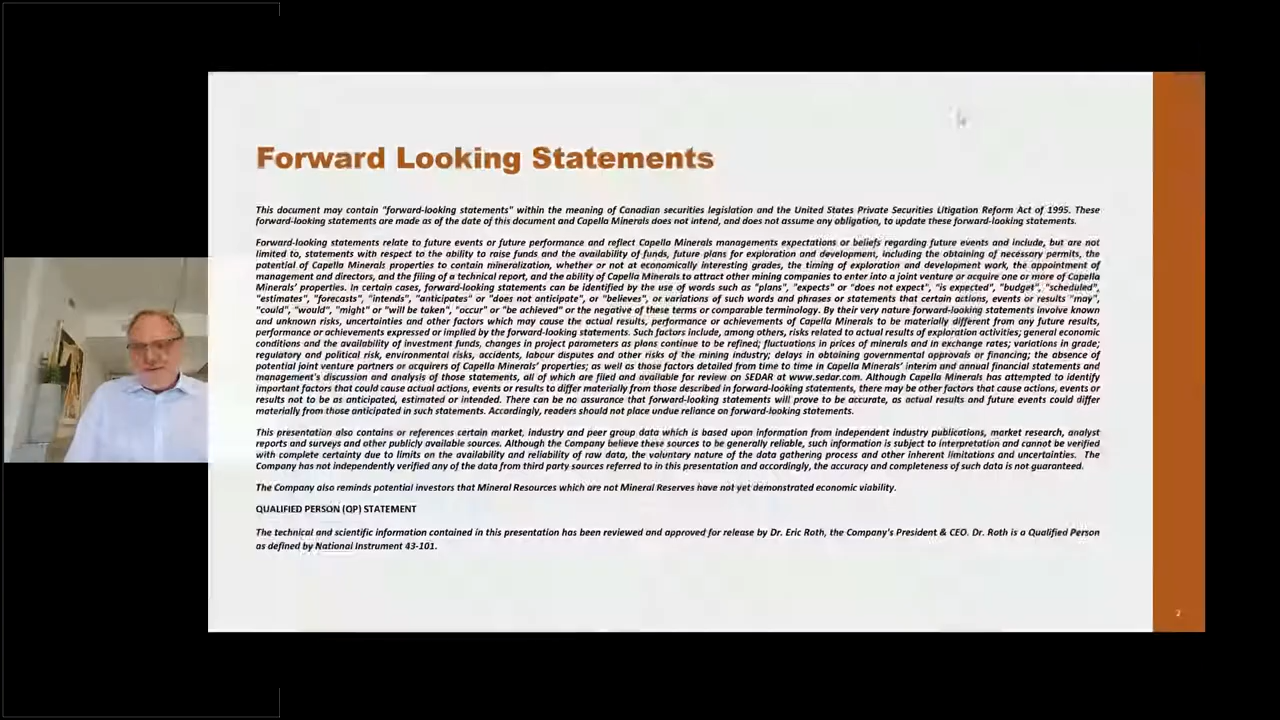 Forward Looking Statements
This document may contain "forward-looking statements" within the meaning of Canadian securities legislation and the United States Private Securities Litigation Reform Act of 1995. These
forward-looking statements are made as of the date of this document and Capella Minerals does not intend, and does not assume any obligation, to update these forward-looking statements.
Forward-looking statements relate to future events or future performance and reflect Capella Minerals managements expectations or beliefs regarding future events and include, but are not
limited to, statements with respect to the ability to raise funds and the availability of funds, future plans for exploration and development, including the obtaining of necessary permits, the
potential of Capella Minerals properties to contain mineralization, whether or not at economically interesting grades, the timing of exploration and development work, the appointment of
management and directors, and the filing of a technical report, and the ability of Capella Minerals to attract other mining companies to enter into a joint venture or acquire one or more of Capella
Minerals' properties. In certain cases, forward-looking statements can be identified by the use of words such as "plans", "expects" or "does not expect", "is expected", "budget", "scheduled",
"estimates", "forecasts", "intends", "anticipates" or "does not anticipate", or "believes", or variations of such words and phrases or statements that certain actions, events or results "may",
"could", "would", "might" or "will be taken", "occur" or "be achieved" or the negative of these terms or comparable terminology. By their very nature forward-looking statements involve known
and unknown risks, uncertainties and other factors which may cause the actual results, performance or achievements of Capella Minerals to be materially different from any future results,
performance or achievements expressed or implied by the forward-looking statements. Such factors include, among others, risks related to actual results of exploration activities; general economic
conditions and the availability of investment funds, changes in project parameters as plans continue to be refined; fluctuations in prices of minerals and in exchange rates; variations in grade;
regulatory and political risk, environmental risks, accidents, labour disputes and other risks of the mining industry; delays in obtaining governmental approvals or financing; the absence of
potential joint venture partners or acquirers of Capella Minerals' properties; as well as those factors detailed from time to time in Capella Minerals' interim and annual financial statements and
management's discussion and analysis of those statements, all of which are filed and available for review on SEDAR at www.sedar.com. Although Capella Minerals has attempted to identify
important factors that could cause actual actions, events or results to differ materially from those described in forward-looking statements, there may be other factors that cause actions, events or
results not to be as anticipated, estimated or intended. There can be no assurance that forward-looking statements will prove to be accurate, as actual results and future events could differ
materially from those anticipated in such statements. Accordingly, readers should not place undue reliance on forward-looking statements.
This presentation also contains or references certain market, industry and peer group data which is based upon information from independent industry publications, market research, analyst
reports and surveys and other publicly available sources. Although the Company believe these sources to be generally reliable, such information is subject to interpretation and cannot be verified
with complete certainty due to limits on the availability and reliability of raw data, the voluntary nature of the data gathering process and other inherent limitations and uncertainties. The
Company has not independently verified any of the data from third party sources referred to in this presentation and accordingly, the accuracy and completeness of such data is not guaranteed.
The Company also reminds potential investors that Mineral Resources which are not Mineral Reserves have not yet demonstrated economic viability.
QUALIFIED PERSON (QP) STATEMENT
The technical and scientific information contained in this presentation has been reviewed and approved for release by Dr. Eric Roth, the Company's President & CEO. Dr. Roth is a Qualified Person
as defined by National Instrument 43-101.
2